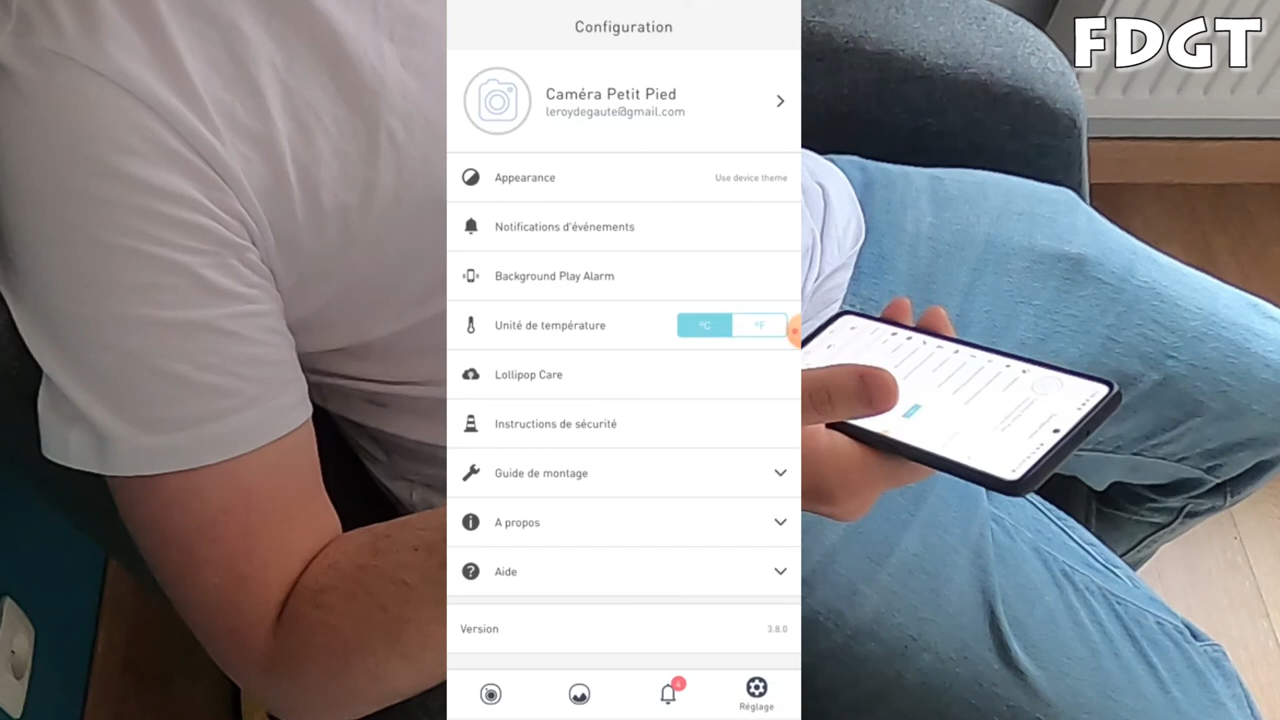 Configuration
FDGT
Caméra Petit Pied
leroydegaute@gmail.com
Appearance
Use device theme
Notifications d'événements
Background Play Alarm
Unité de température
°C
°F
Lollipop Care
Instructions de sécurité
Guide de montage
A propos
Aide
Version
3.8.0
4
Réglage